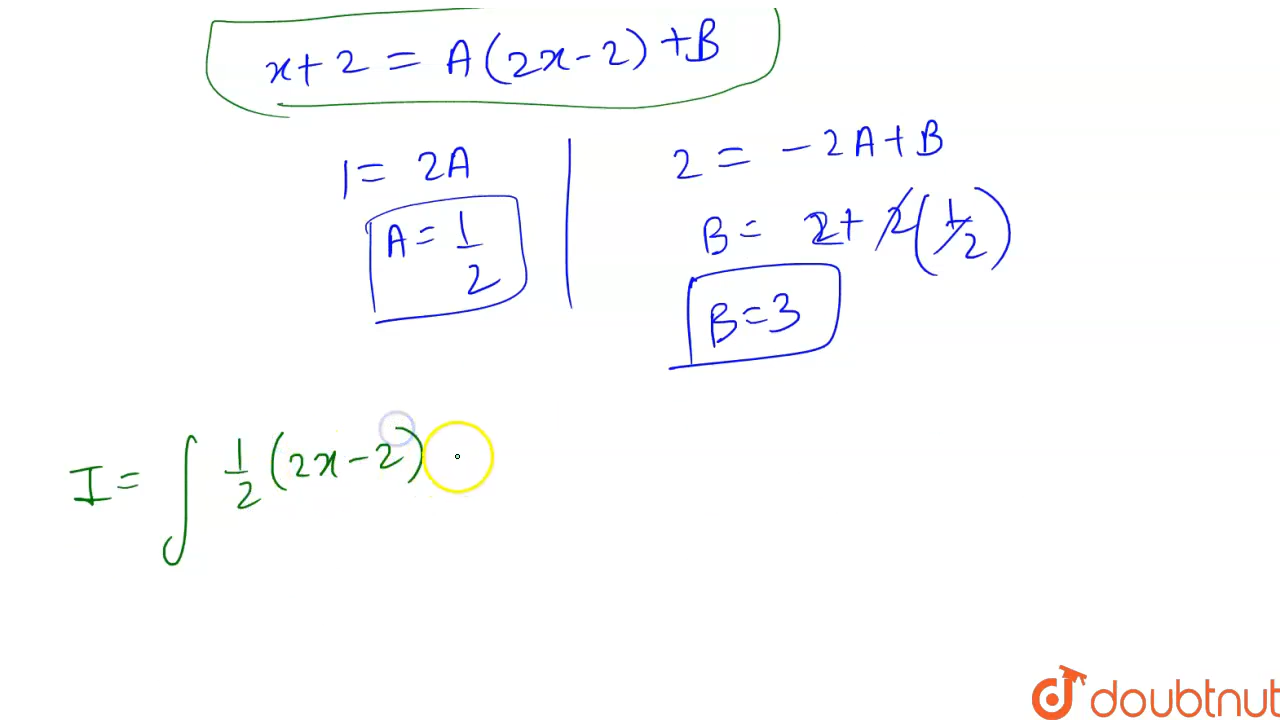 x+2 = A(2x-2)+B
1 = 2A
A = 1/2
2 = -2A+B
B = 2+2(1/2)
B=3
I = ∫ 1/2 (2x-2)
doubtnut